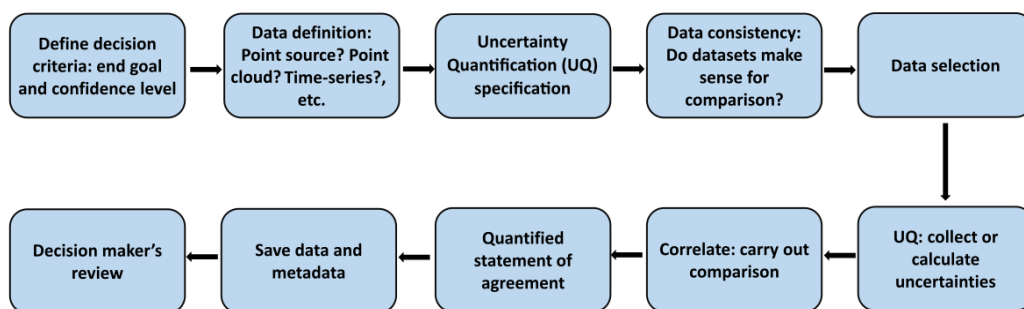 Define decision
criteria: end goal
and confidence level
Data definition:
Point source? Point
cloud? Time-series?,
etc.
Uncertainty
Quantification (UQ)
specification
Data consistency:
Do datasets make
sense for
comparison?
Data selection
UQ: collect or
calculate
uncertainties
Correlate: carry out
comparison
Quantified
statement of
agreement
Save data and
metadata
Decision maker's
review